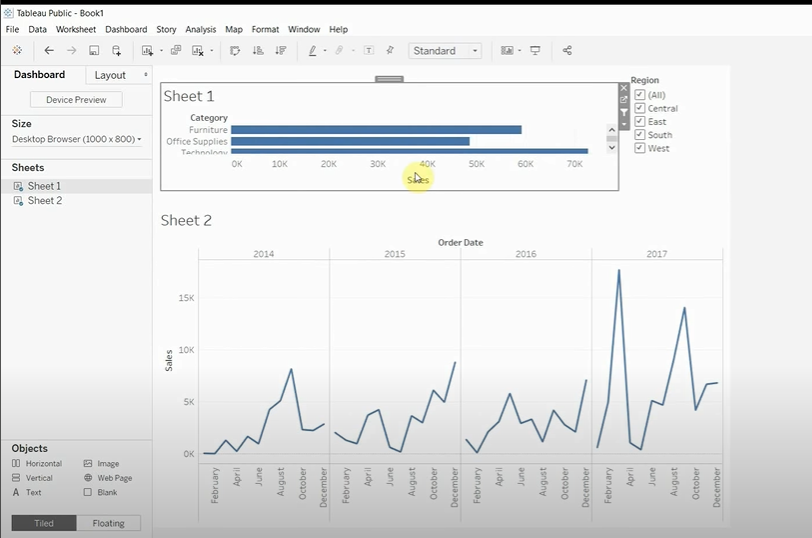 Tableau Public - Book1
File Data Worksheet Dashboard Story Analysis Map Format Window Help
Standard
Dashboard Layout
Device Preview
Size
Desktop Browser (1000 x 800)
Sheets
Sheet 1
Sheet 2
Objects
Horizontal Image
Vertical Web Page
A Text Blank
Tiled Floating
Sheet 1
Category
Furniture
Office Supplies
Technology
0K 10K 20K 30K 40K 50K 60K 70K
Sales
Region
(All)
Central
East
South
West
Sheet 2
Order Date
2014 2015 2016 2017
15K
10K
5K
0K
Sales
February April June August October December February April June August October December February April June August October December February April June August October December